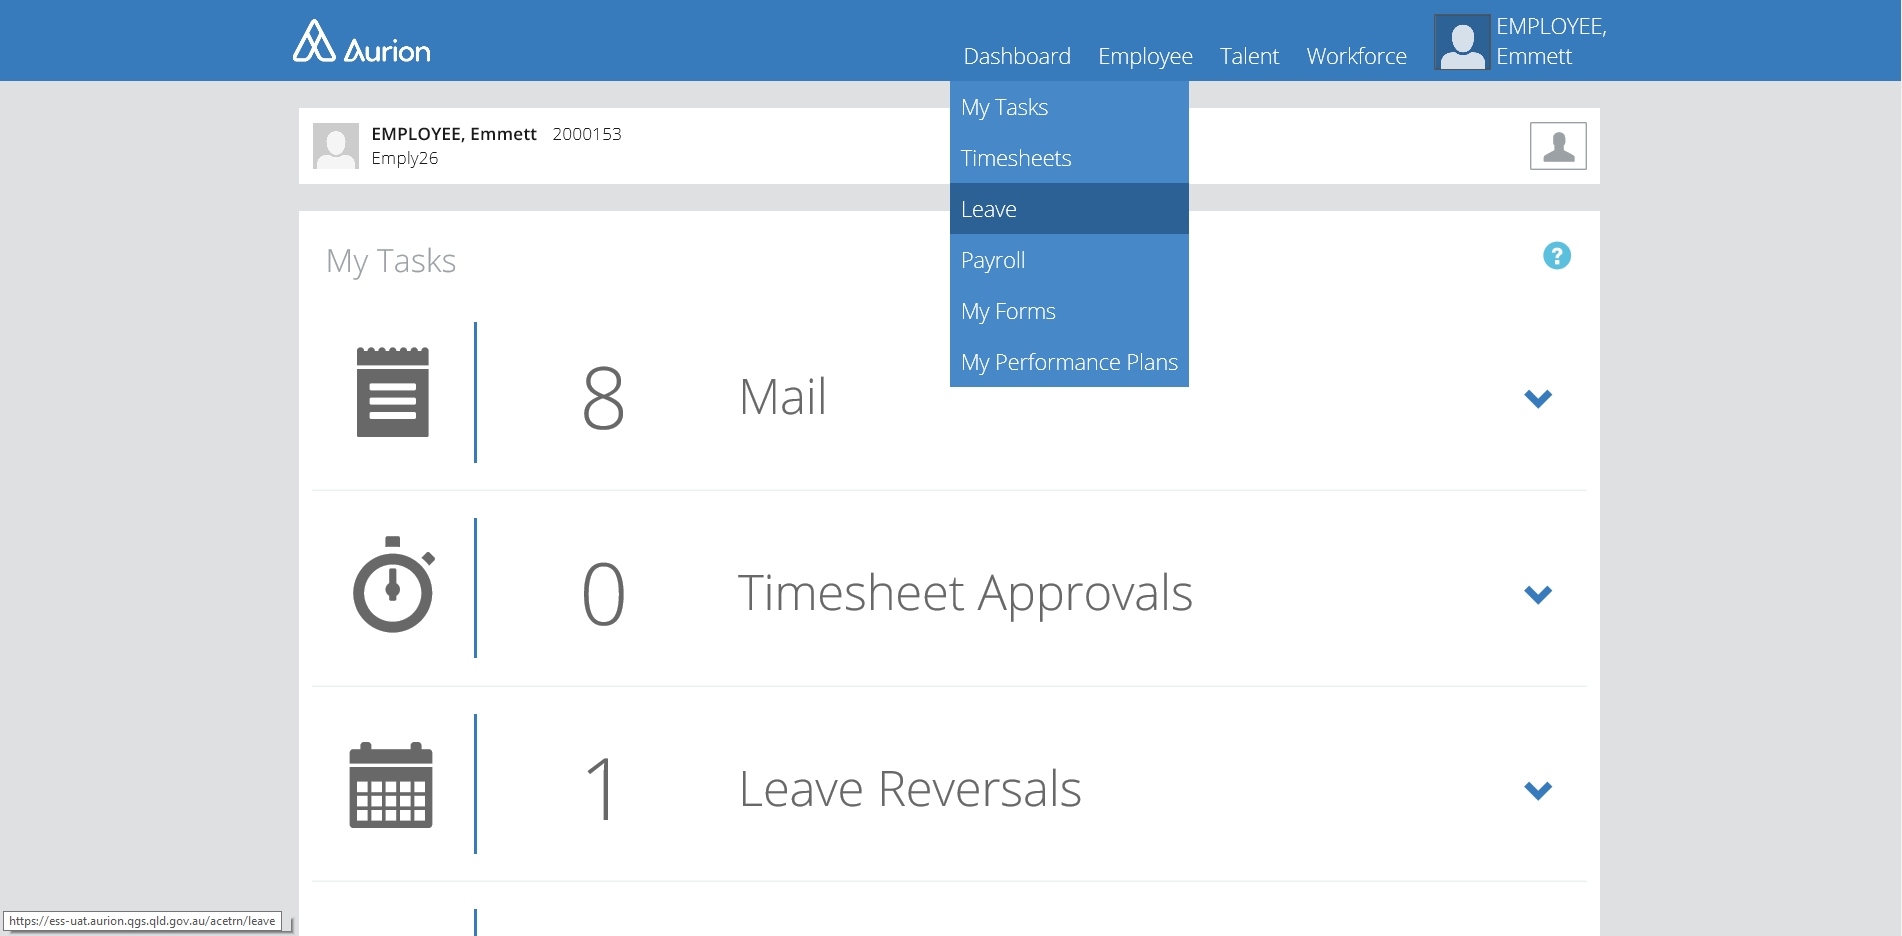 Aurion
Dashboard Employee Talent Workforce
EMPLOYEE,
Emmett
My Tasks
Timesheets
Leave
Payroll
My Forms
My Performance Plans
EMPLOYEE, Emmett 2000153
Emply26
My Tasks
?
8 Mail
0 Timesheet Approvals
1 Leave Reversals
https://ess-uat.aurion.qgs.qld.gov.au/acetrn/leave